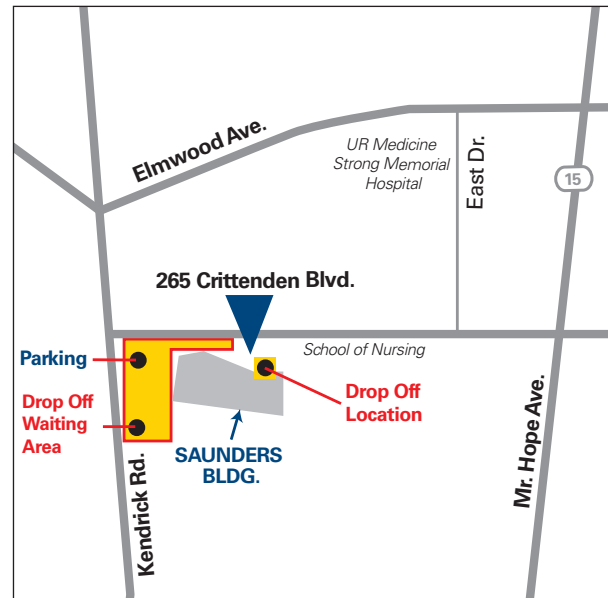 Elmwood Ave.
UR Medicine
Strong Memorial
Hospital
East Dr.
15
265 Crittenden Blvd.
School of Nursing
Parking
Drop Off
Waiting
Area
Drop Off
Location
SAUNDERS
BLDG.
Kendrick Rd.
Mr. Hope Ave.